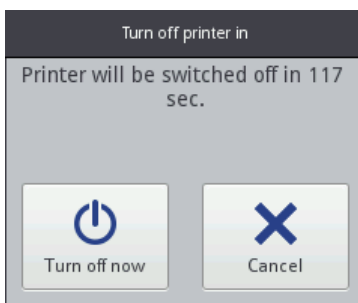 Turn off printer in
Printer will be switched off in 117
sec.
Turn off now
Cancel